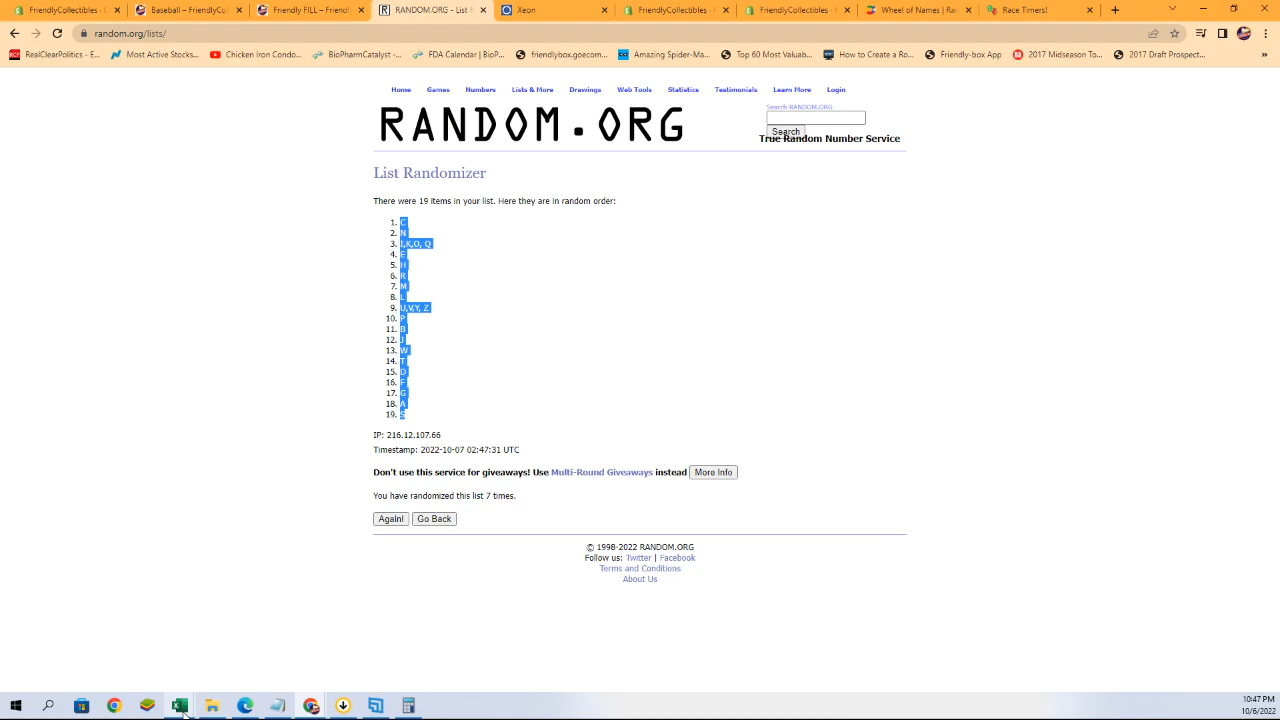 FriendlyCollectibles - E...
Baseball – FriendlyCo...
Friendly FILL – Friendly...
RANDOM.ORG - List R...
Xeon
FriendlyCollectibles - F...
FriendlyCollectibles - F...
Wheel of Names | Ra...
Race Timers!
random.org/lists/
RealClearPolitics - E...
Most Active Stocks...
Chicken Iron Condo...
BioPharmCatalyst -...
FDA Calendar | BioP...
friendlybox.goecom...
Amazing Spider-Ma...
Top 60 Most Valuab...
How to Create a Ro...
Friendly-box App
2017 Midseason To...
2017 Draft Prospect...
Home Games Numbers Lists & More Drawings Web Tools Statistics Testimonials Learn More Login
Search RANDOM.ORG
RANDOM.ORG
Search
True Random Number Service
List Randomizer
There were 19 items in your list. Here they are in random order:
1. C
2. N
3. I,K,O, Q
4. E
5. H
6. R
7. M
8. L
9. U,V,Y, Z
10. P
11. B
12. J
13. W
14. T
15. D
16. F
17. G
18. A
19. S
IP: 216.12.107.66
Timestamp: 2022-10-07 02:47:31 UTC
Don't use this service for giveaways! Use Multi-Round Giveaways instead More Info
You have randomized this list 7 times.
Again! Go Back
© 1998-2022 RANDOM.ORG
Follow us: Twitter | Facebook
Terms and Conditions
About Us
10:47 PM
10/6/2022